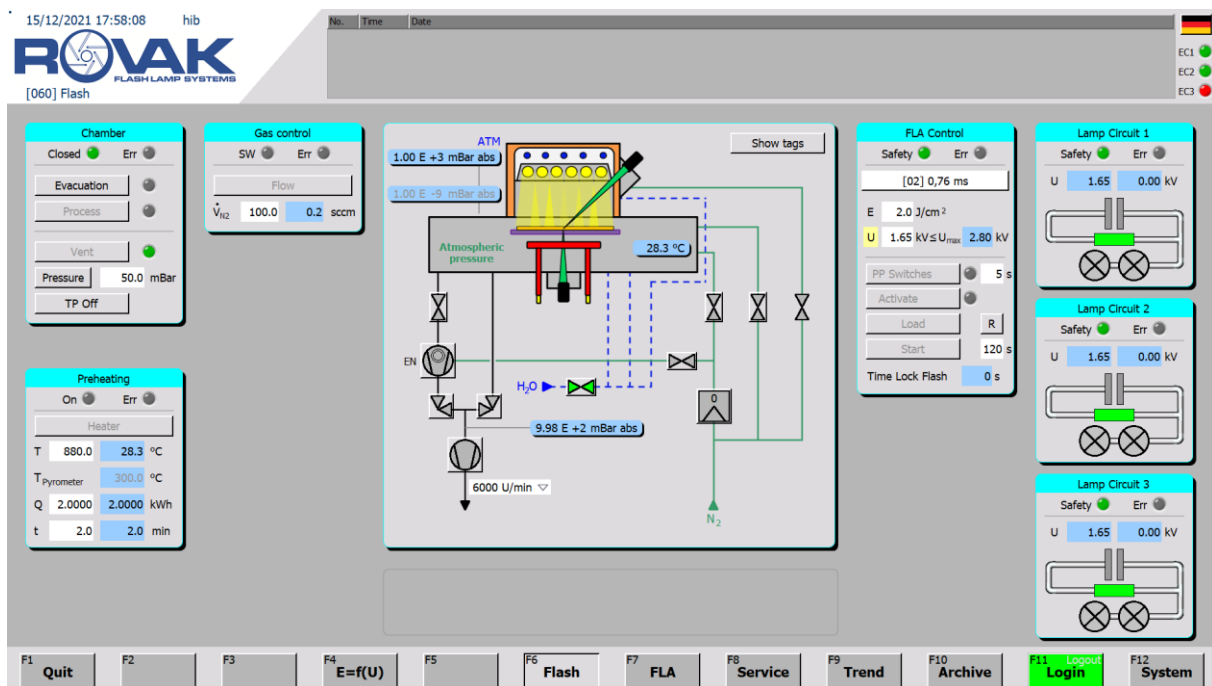 15/12/2021 17:58:08 hib
ROVAK
FLASH LAMP SYSTEMS
[060] Flash
No. Time Date
EC1
EC2
EC3
Chamber
Closed Err
Evacuation
Process
Vent
Pressure 50.0 mBar
TP Off
Gas control
SW Err
Flow
V̇N2 100.0 0.2 sccm
Preheating
On Err
Heater
T 880.0 28.3 ºC
TPyrometer 300.0 ºC
Q 2.0000 2.0000 kWh
t 2.0 2.0 min
ATM
1.00 E +3 mBar abs
1.00 E -9 mBar abs
Show tags
Atmospheric
pressure
28.3 ºC
EN
H2O
0
9.98 E +2 mBar abs
6000 U/min
N2
FLA Control
Safety Err
[02] 0,76 ms
E 2.0 J/cm²
U 1.65 kV≤Umax 2.80 kV
PP Switches 5 s
Activate
Load R
Start 120 s
Time Lock Flash 0 s
Lamp Circuit 1
Safety Err
U 1.65 0.00 kV
Lamp Circuit 2
Safety Err
U 1.65 0.00 kV
Lamp Circuit 3
Safety Err
U 1.65 0.00 kV
F1 Quit
F2
F3
F4 E=f(U)
F5
F6 Flash
F7 FLA
F8 Service
F9 Trend
F10 Archive
F11 Logout Login
F12 System